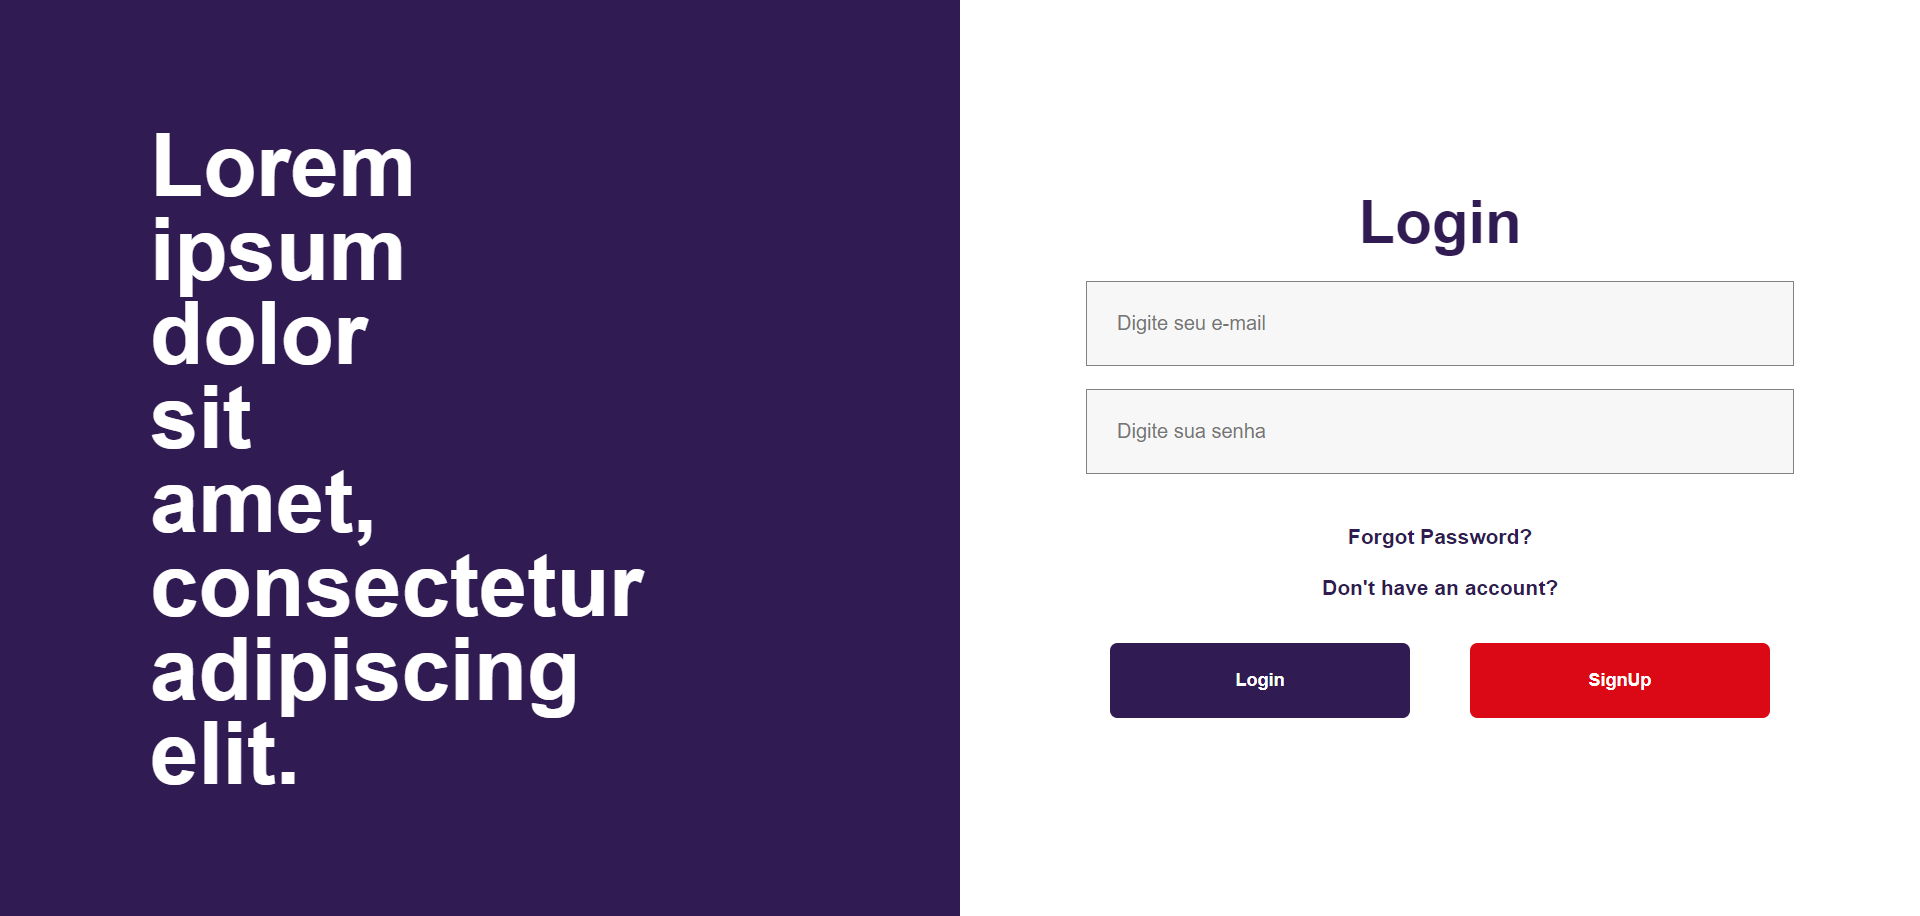 Lorem
ipsum
dolor
sit
amet,
consectetur
adipiscing
elit.
Login
Digite seu e-mail
Digite sua senha
Forgot Password?
Don't have an account?
Login
SignUp